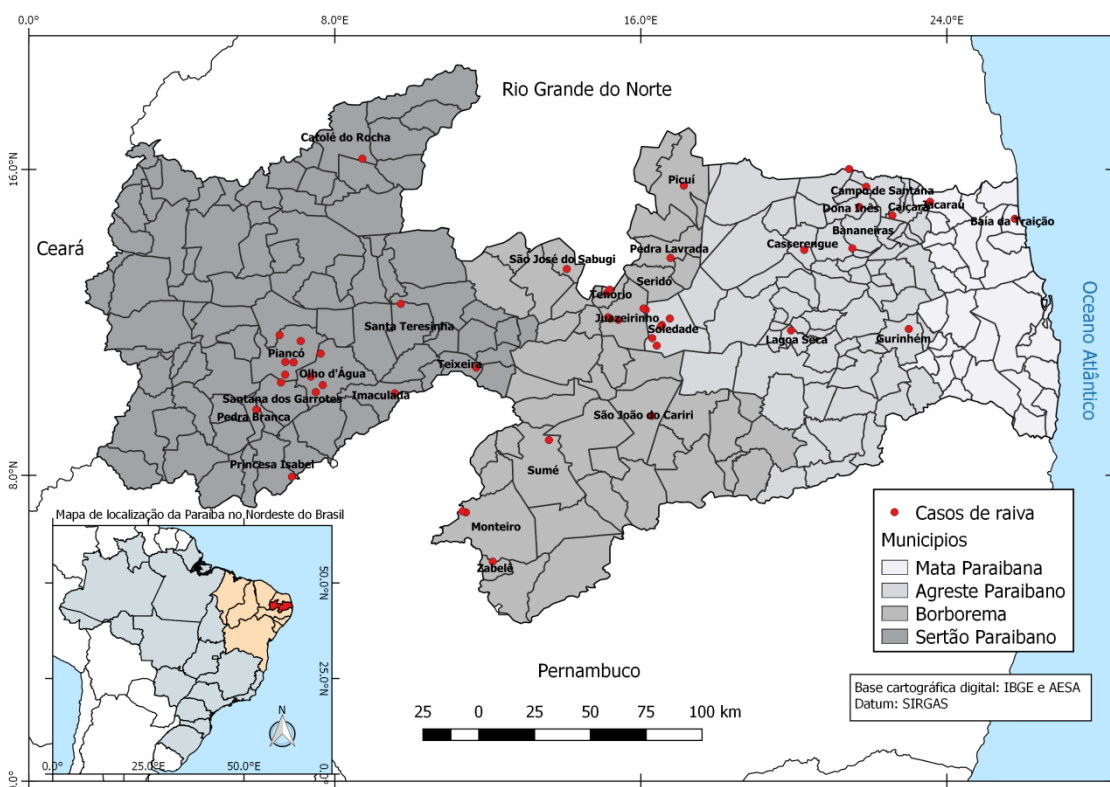 0.0°
8.0°E
16.0°E
24.0°E
Rio Grande do Norte
Catolé do Rocha
16.0°N
Picuí
Campo de Santana
Dona Inês
Caiçara
Jacaraú
Baía da Traição
Bananeiras
Ceará
Casserengue
Pedra Lavrada
São José do Sabugi
Seridó
Tenório
Juazeirinho
Soledade
Santa Teresinha
Lagoa Seca
Gurinhém
Oceano Atlântico
Piancó
Teixeira
Olho d'Água
Imaculada
Santana dos Garrotes
Pedra Branca
São João do Cariri
Princesa Isabel
Sumé
8.0°N
Monteiro
Zabelê
Casos de raiva
Municipios
Mata Paraibana
Agreste Paraibano
Borborema
Sertão Paraibano
Mapa de localização da Paraiba no Nordeste do Brasil
50.0°N
25.0°N
0.0°
N
0.0°
25.0°E
50.0°E
Pernambuco
25 0 25 50 75 100 km
Base cartográfica digital: IBGE e AESA
Datum: SIRGAS
0.0°